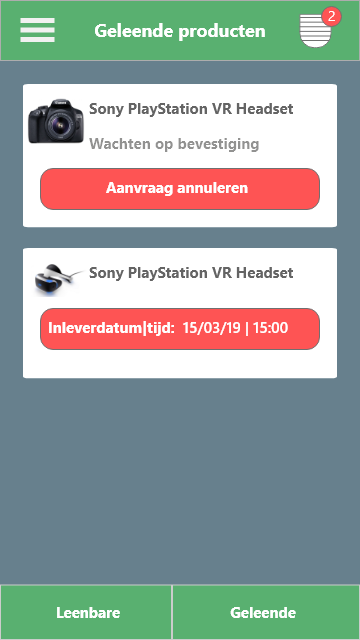 Geleende producten
2
Sony PlayStation VR Headset
Wachten op bevestiging
Aanvraag annuleren
Sony PlayStation VR Headset
Inleverdatum|tijd: 15/03/19 | 15:00
Leenbare
Geleende